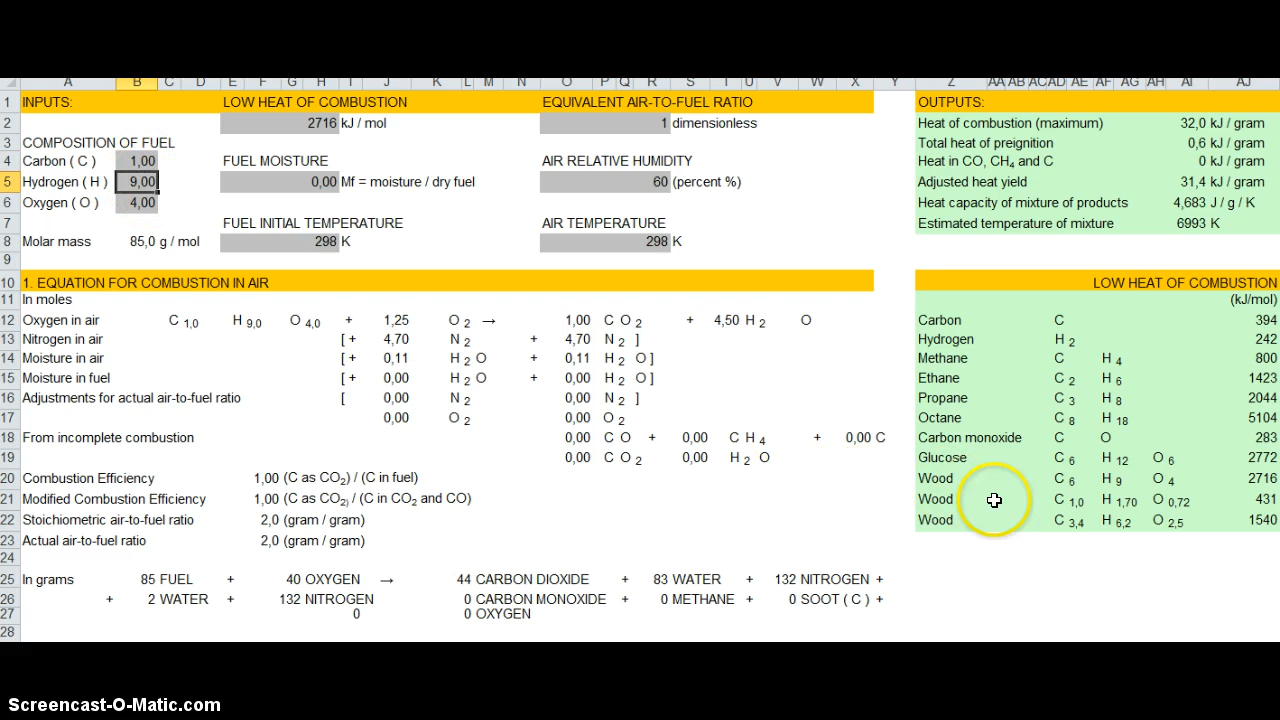 A B C D E F G H I J K L M N O P Q R S T U V W X Y Z AA AB AC AD AE AF AG AH AI AJ
1 INPUTS: LOW HEAT OF COMBUSTION EQUIVALENT AIR-TO-FUEL RATIO OUTPUTS:
2 2716 kJ / mol 1 dimensionless Heat of combustion (maximum) 32,0 kJ / gram
3 COMPOSITION OF FUEL Total heat of preignition 0,6 kJ / gram
4 Carbon ( C ) 1,00 FUEL MOISTURE AIR RELATIVE HUMIDITY Heat in CO, CH4 and C 0 kJ / gram
5 Hydrogen ( H ) 9,00 0,00 Mf = moisture / dry fuel 60 (percent %) Adjusted heat yield 31,4 kJ / gram
6 Oxygen ( O ) 4,00 Heat capacity of mixture of products 4,683 J / g / K
7 FUEL INITIAL TEMPERATURE AIR TEMPERATURE Estimated temperature of mixture 6993 K
8 Molar mass 85,0 g / mol 298 K 298 K
9
10 1. EQUATION FOR COMBUSTION IN AIR LOW HEAT OF COMBUSTION
11 In moles (kJ/mol)
12 Oxygen in air C 1,0 H 9,0 O 4,0 + 1,25 O 2 → 1,00 C O 2 + 4,50 H 2 O Carbon C 394
13 Nitrogen in air [ + 4,70 N 2 + 4,70 N 2 ] Hydrogen H 2 242
14 Moisture in air [ + 0,11 H 2 O + 0,11 H 2 O ] Methane C H 4 800
15 Moisture in fuel [ + 0,00 H 2 O + 0,00 H 2 O ] Ethane C 2 H 6 1423
16 Adjustments for actual air-to-fuel ratio [ 0,00 N 2 0,00 N 2 ] Propane C 3 H 8 2044
17 0,00 O 2 0,00 O 2 Octane C 8 H 18 5104
18 From incomplete combustion 0,00 C O + 0,00 C H 4 + 0,00 C Carbon monoxide C O 283
19 0,00 C O 2 0,00 H 2 O Glucose C 6 H 12 O 6 2772
20 Combustion Efficiency 1,00 (C as CO2) / (C in fuel) Wood C 6 H 9 O 4 2716
21 Modified Combustion Efficiency 1,00 (C as CO2) / (C in CO2 and CO) Wood C 1,0 H 1,70 O 0,72 431
22 Stoichiometric air-to-fuel ratio 2,0 (gram / gram) Wood C 3,4 H 6,2 O 2,5 1540
23 Actual air-to-fuel ratio 2,0 (gram / gram)
24
25 In grams 85 FUEL + 40 OXYGEN → 44 CARBON DIOXIDE + 83 WATER + 132 NITROGEN +
26 + 2 WATER + 132 NITROGEN 0 CARBON MONOXIDE + 0 METHANE + 0 SOOT ( C ) +
27 0 0 OXYGEN
28
Screencast-O-Matic.com